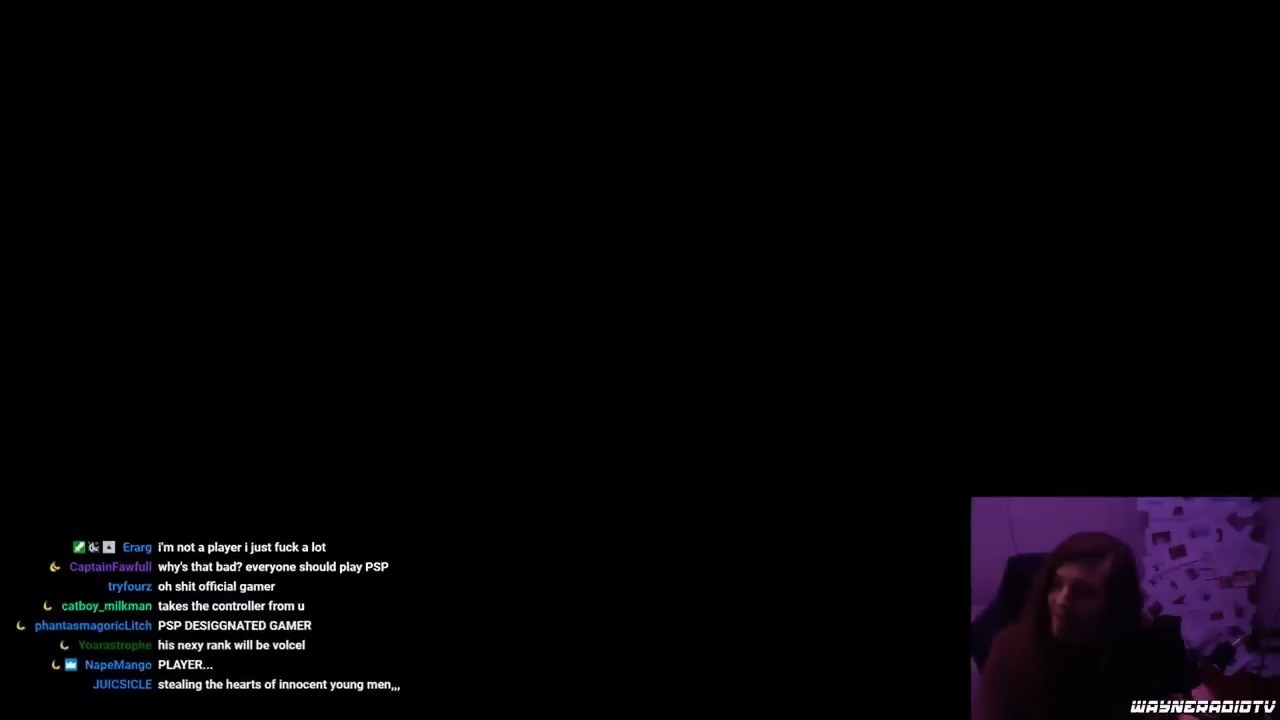 Erarg i'm not a player i just fuck a lot
CaptainFawfull why's that bad? everyone should play PSP
tryfourz oh shit official gamer
catboy_milkman takes the controller from u
phantasmagoricLitch PSP DESIGGNATED GAMER
Yoarastrophe his nexy rank will be volcel
NapeMango PLAYER...
JUICSICLE stealing the hearts of innocent young men,,,
WAYNERADIOTV